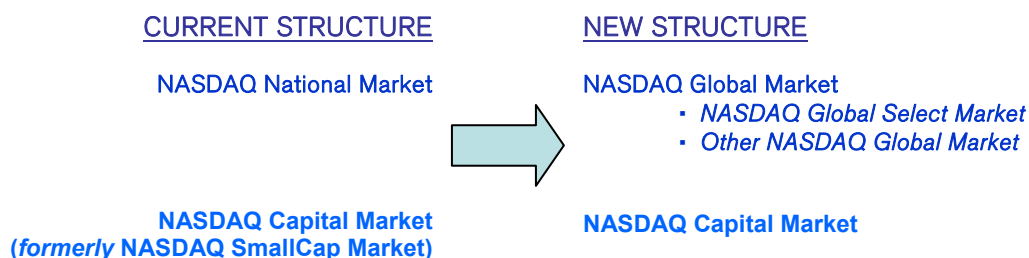 CURRENT STRUCTURE
NASDAQ National Market
NASDAQ Capital Market
(formerly NASDAQ SmallCap Market)
NEW STRUCTURE
NASDAQ Global Market
▪ NASDAQ Global Select Market
▪ Other NASDAQ Global Market
NASDAQ Capital Market